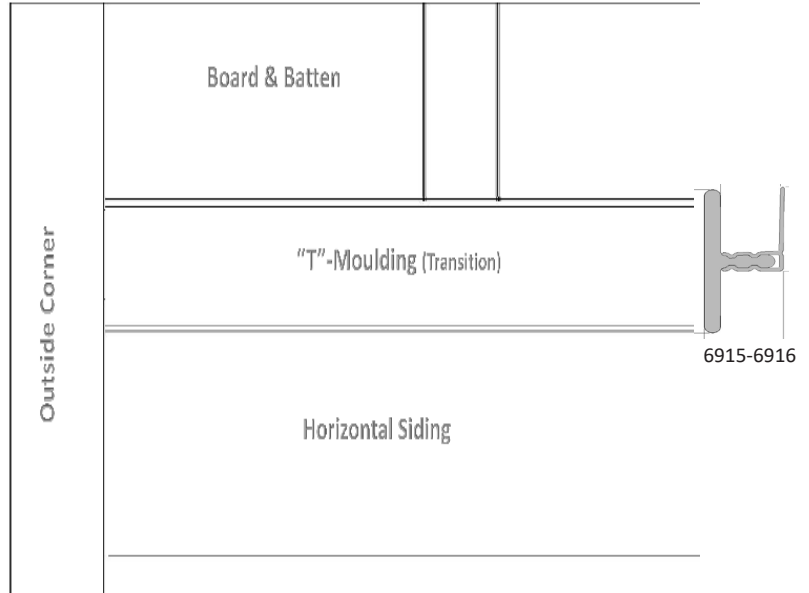 Board & Batten
"T"-Moulding (Transition)
6915-6916
Horizontal Siding
Outside Corner